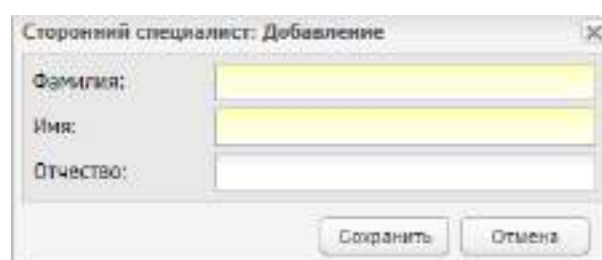 Сторонний специалист: Добавление
Фамилия:
Имя:
Отчество:
Сохранить Отмена